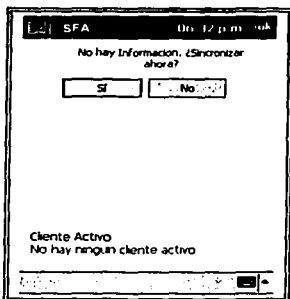 SFA
No hay Informacion. ¿Sincronizar
ahora?
Sí No
Cliente Activo
No hay ningun cliente activo